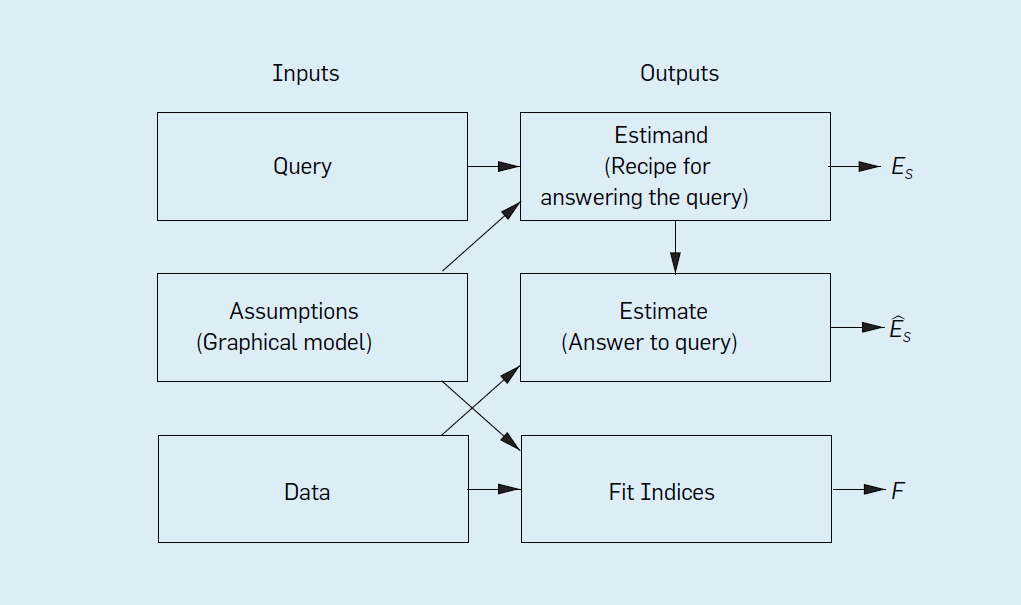 Inputs
Outputs
Query
Estimand
(Recipe for
answering the query)
E_S
Assumptions
(Graphical model)
Estimate
(Answer to query)
Ê_S
Data
Fit Indices
F